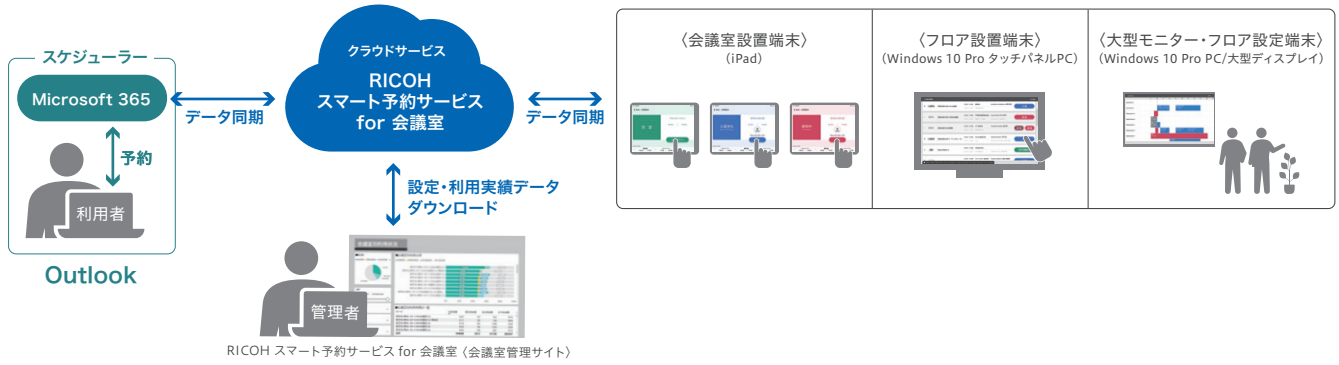 スケジューラー
Microsoft 365
予約
利用者
Outlook
データ同期
クラウドサービス
RICOH
スマート予約サービス
for 会議室
データ同期
設定・利用実績データ
ダウンロード
管理者
RICOH スマート予約サービス for 会議室〈会議室管理サイト〉
〈会議室設置端末〉
（iPad）
〈フロア設置端末〉
（Windows 10 Pro タッチパネルPC）
〈大型モニター・フロア設定端末〉
（Windows 10 Pro PC/大型ディスプレイ）